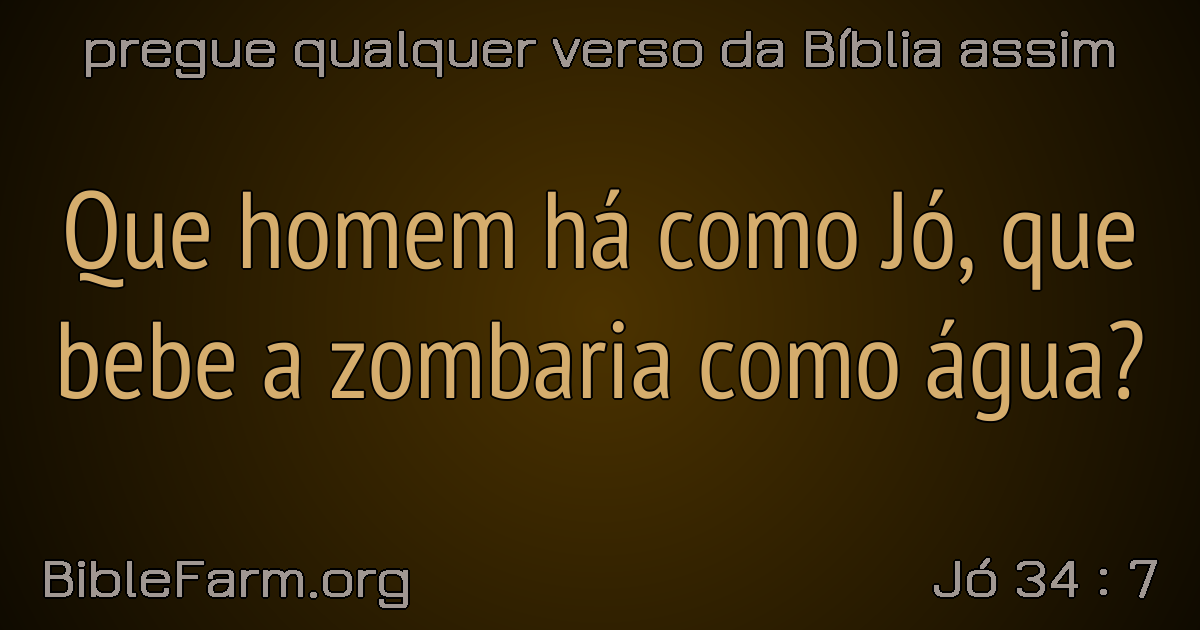 pregue qualquer verso da Bíblia assim
Que homem há como Jó, que
bebe a zombaria como água?
BibleFarm.org
Jó 34 : 7